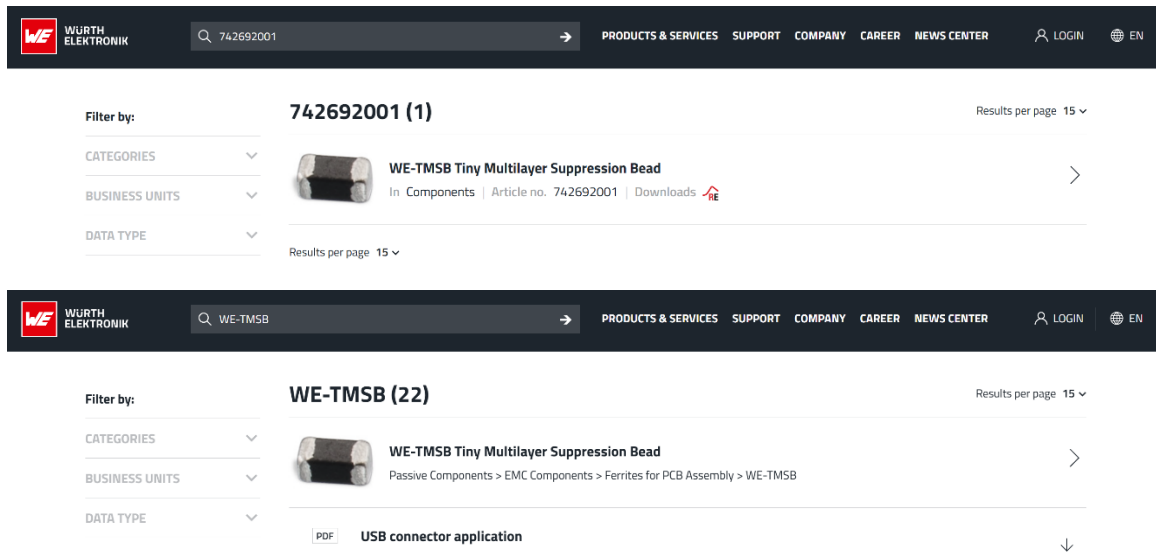 WE WÜRTH ELEKTRONIK 742692001 PRODUCTS & SERVICES SUPPORT COMPANY CAREER NEWS CENTER LOGIN EN
Filter by:
742692001 (1)
Results per page 15
CATEGORIES
BUSINESS UNITS
DATA TYPE
WE-TMSB Tiny Multilayer Suppression Bead
In Components | Article no. 742692001 | Downloads RE
Results per page 15
WE WÜRTH ELEKTRONIK WE-TMSB PRODUCTS & SERVICES SUPPORT COMPANY CAREER NEWS CENTER LOGIN EN
Filter by:
WE-TMSB (22)
Results per page 15
CATEGORIES
BUSINESS UNITS
DATA TYPE
WE-TMSB Tiny Multilayer Suppression Bead
Passive Components > EMC Components > Ferrites for PCB Assembly > WE-TMSB
PDF USB connector application